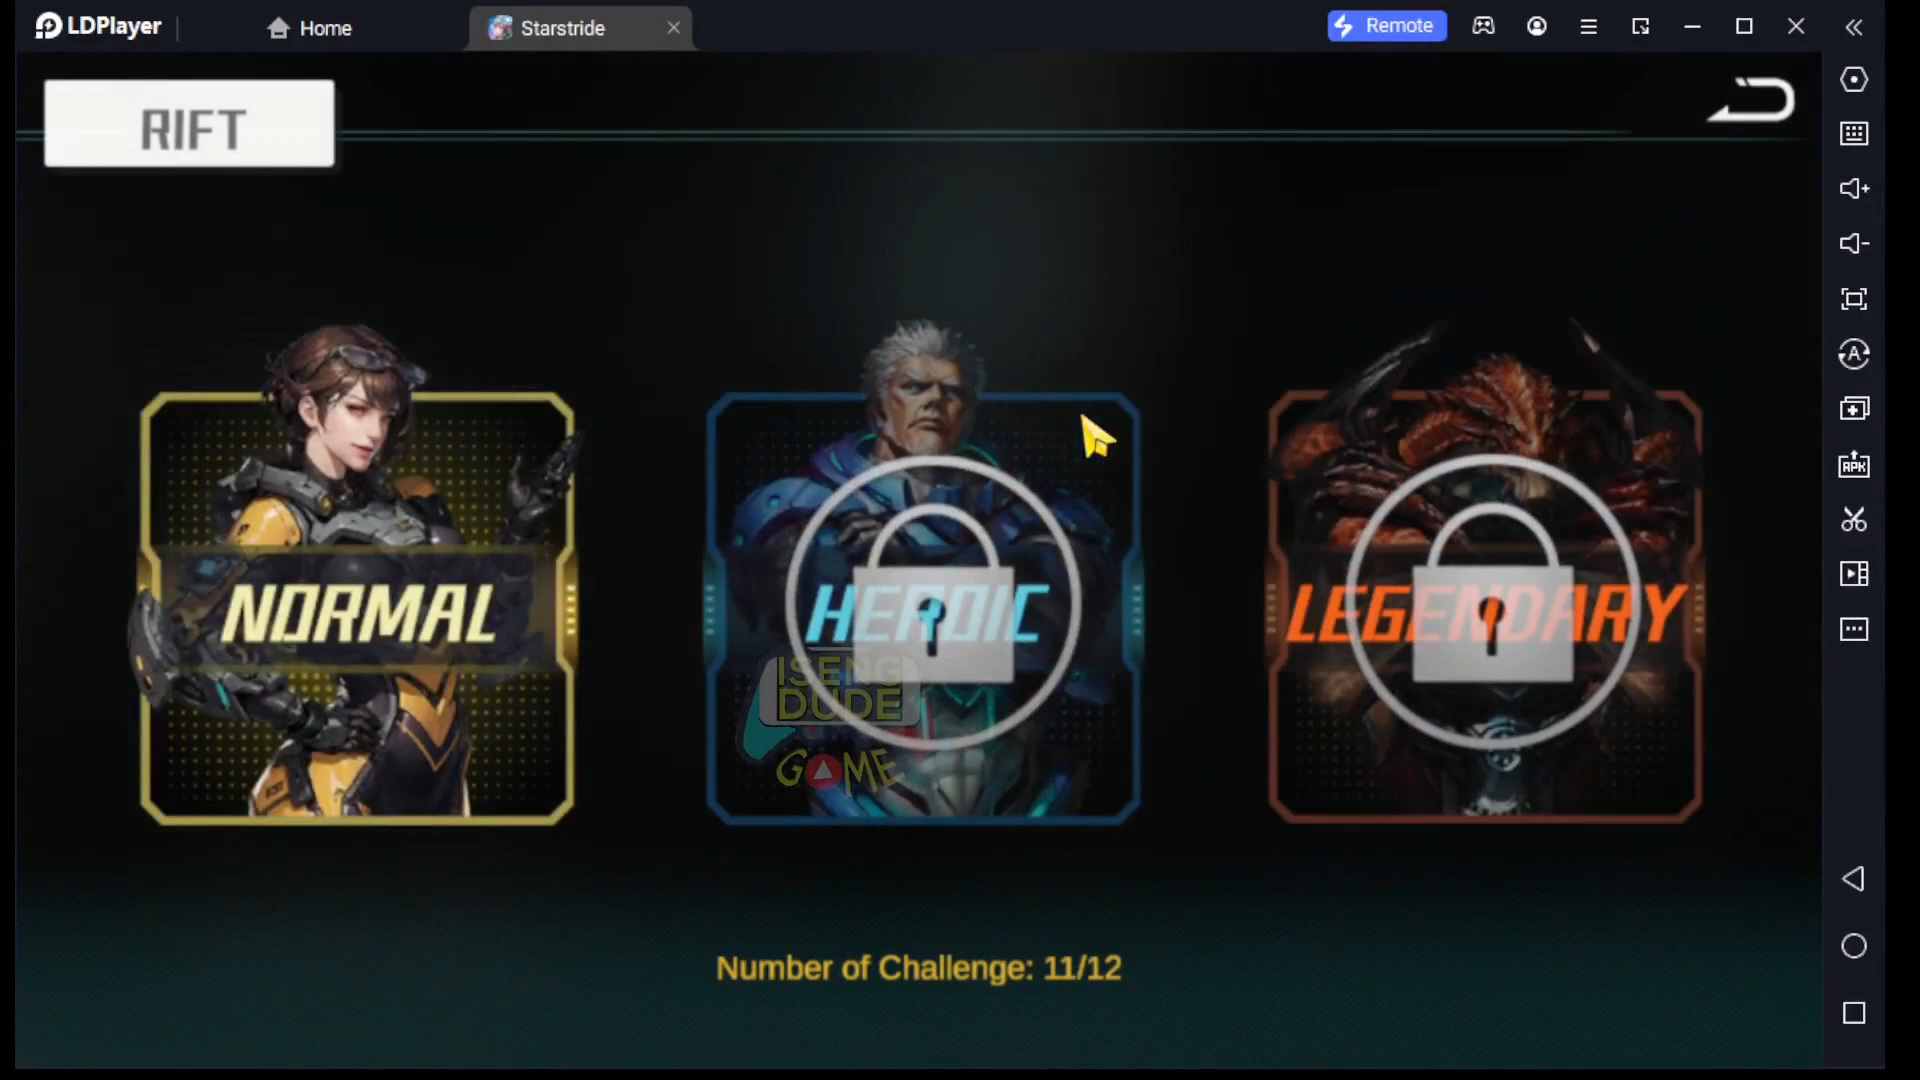 LDPlayer
Home
Starstride
Remote
RIFT
NORMAL
HEROIC
LEGENDARY
ISENG
DUDE
GAME
Number of Challenge: 11/12
A
APK